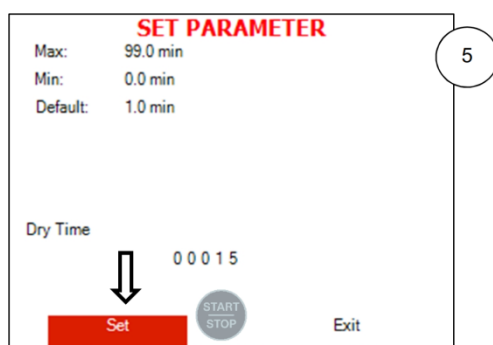 SET PARAMETER
Max: 99.0 min
5
Min: 0.0 min
Default: 1.0 min
Dry Time
0 0 0 1 5
START
STOP
Set
Exit